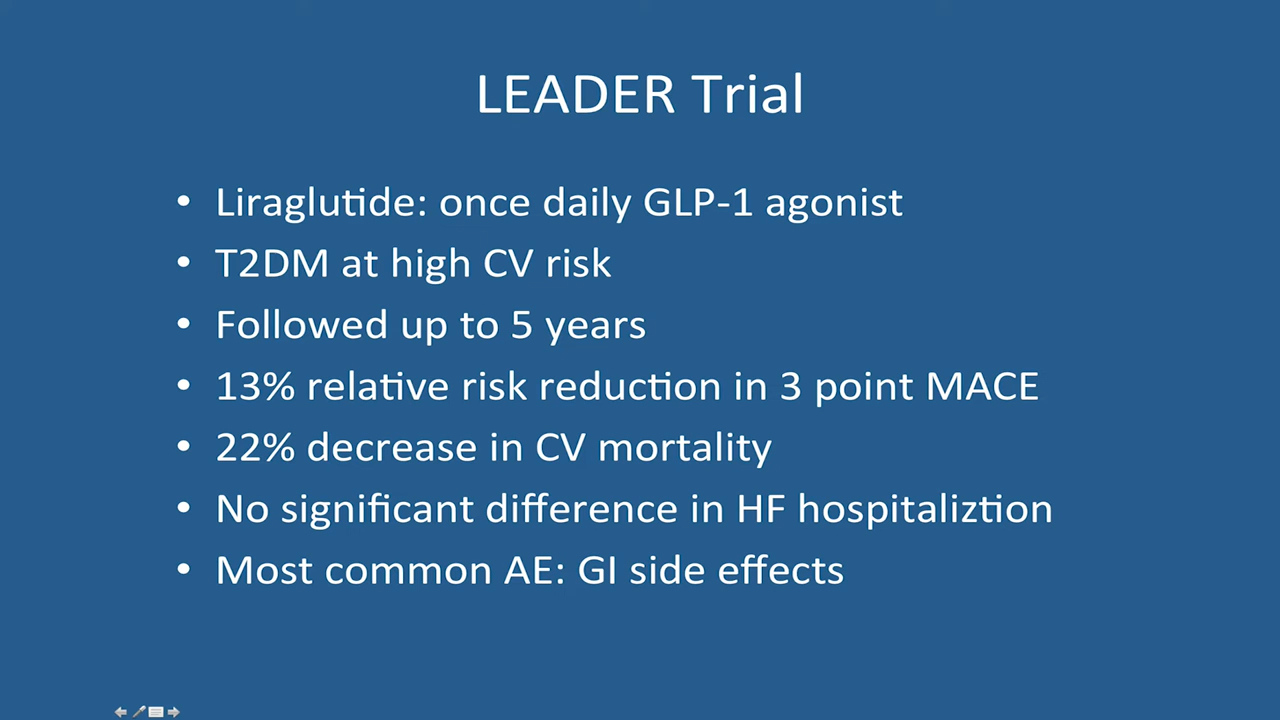 LEADER Trial
• Liraglutide: once daily GLP-1 agonist
• T2DM at high CV risk
• Followed up to 5 years
• 13% relative risk reduction in 3 point MACE
• 22% decrease in CV mortality
• No significant difference in HF hospitaliztion
• Most common AE: GI side effects